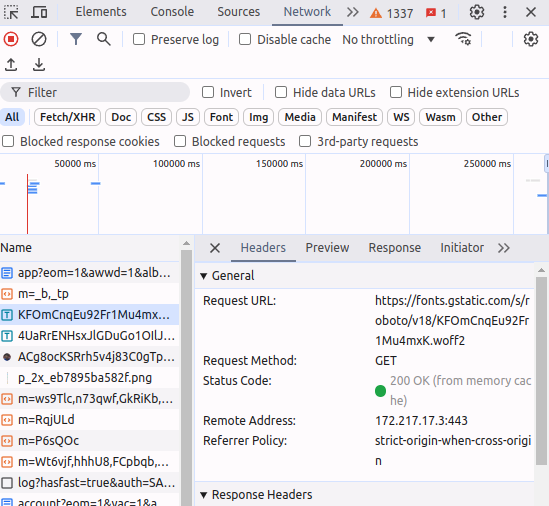 Elements Console Sources Network 1337 1
Preserve log Disable cache No throttling
Filter Invert Hide data URLs Hide extension URLs
All Fetch/XHR Doc CSS JS Font Img Media Manifest WS Wasm Other
Blocked response cookies Blocked requests 3rd-party requests
50000 ms 100000 ms 150000 ms 200000 ms 250000 ms
Name
app?eom=1&awwd=1&alb…
m=_b,_tp
KFOmCnqEu92Fr1Mu4mx…
4UaRrENHsxJlGDuGo1OIlJ…
ACg8ocKSRrh5v4j83C0gTp…
p_2x_eb7895ba582f.png
m=ws9Tlc,n73qwf,GkRiKb,…
m=RqjULd
m=P6sQOc
m=Wt6vjf,hhhU8,FCpbqb,…
log?hasfast=true&auth=SA…
account?eom=1&vac=1&a…
Headers Preview Response Initiator
General
Request URL: https://fonts.gstatic.com/s/r
oboto/v18/KFOmCnqEu92Fr
1Mu4mxK.woff2
Request Method: GET
Status Code: 200 OK (from memory cac
he)
Remote Address: 172.217.17.3:443
Referrer Policy: strict-origin-when-cross-origi
n
Response Headers